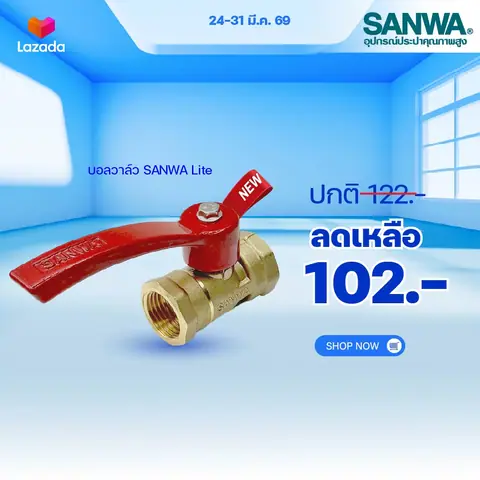 Lazada
24-31 มี.ค. 69
SANWA®
อุปกรณ์ประปาคุณภาพสูง
บอลวาล์ว SANWA Lite
NEW
ปกติ 122.-
ลดเหลือ
102.-
SANWA
SANWA
SHOP NOW